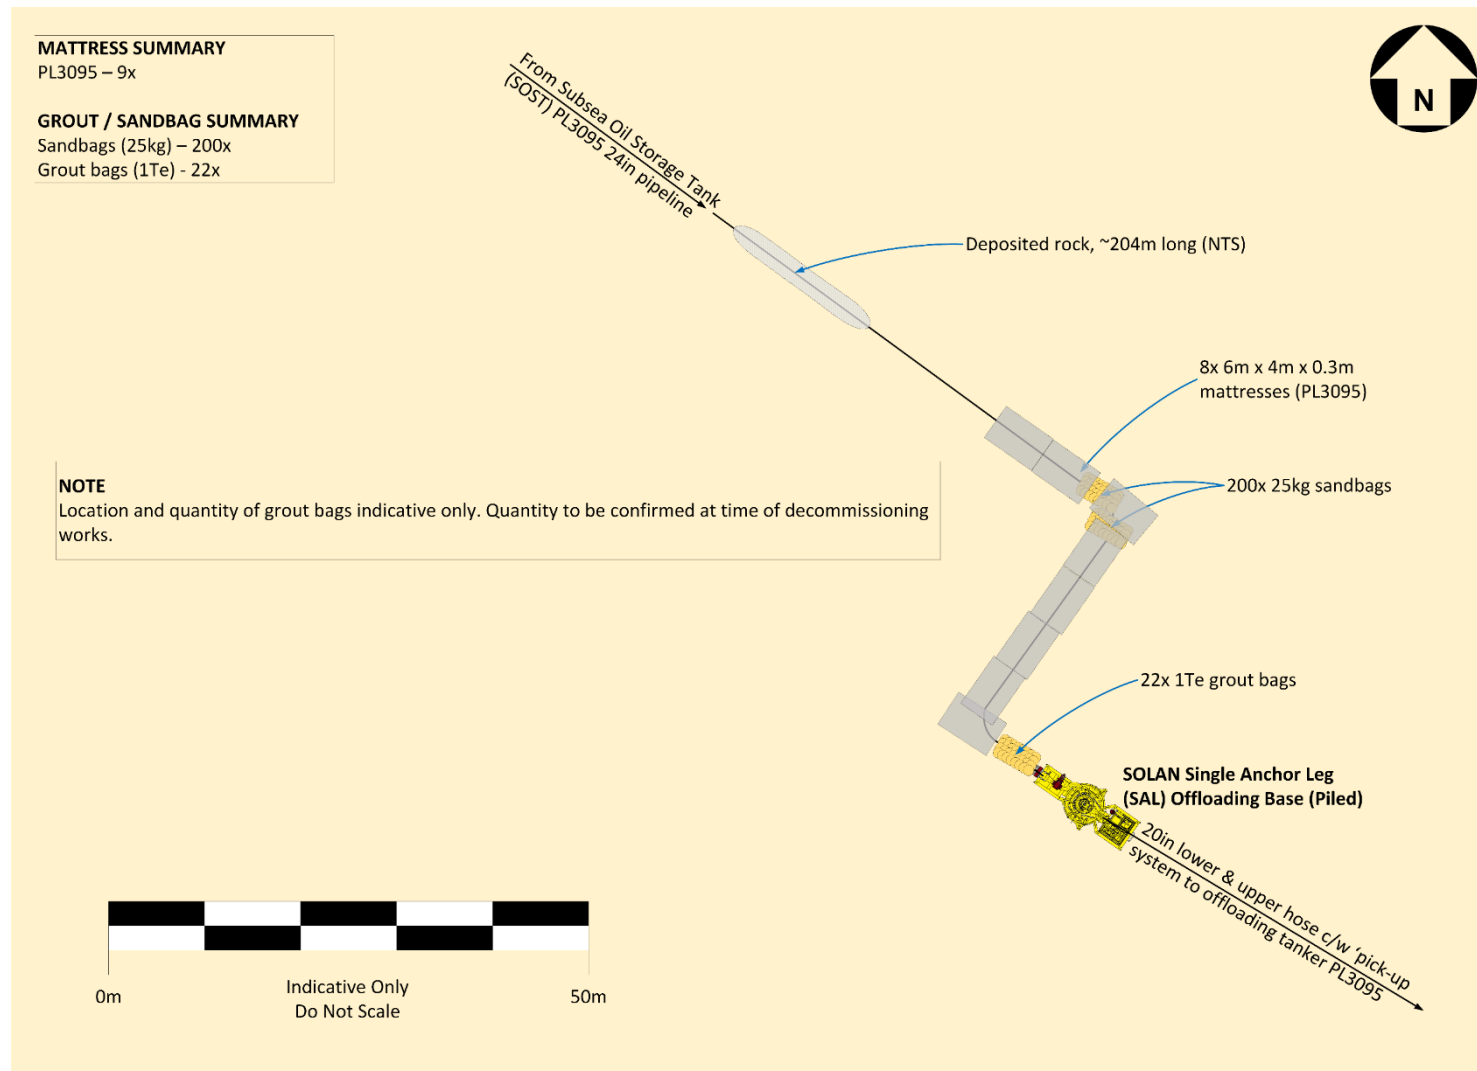 MATTRESS SUMMARY
PL3095 – 9x
GROUT / SANDBAG SUMMARY
Sandbags (25kg) – 200x
Grout bags (1Te) - 22x
From Subsea Oil Storage Tank
(SOST) PL3095 24in pipeline
N
Deposited rock, ~204m long (NTS)
8x 6m x 4m x 0.3m
mattresses (PL3095)
200x 25kg sandbags
NOTE
Location and quantity of grout bags indicative only. Quantity to be confirmed at time of decommissioning
works.
22x 1Te grout bags
SOLAN Single Anchor Leg
(SAL) Offloading Base (Piled)
20in lower & upper hose c/w ‘pick-up
system to offloading tanker PL3095
0m
Indicative Only
Do Not Scale
50m